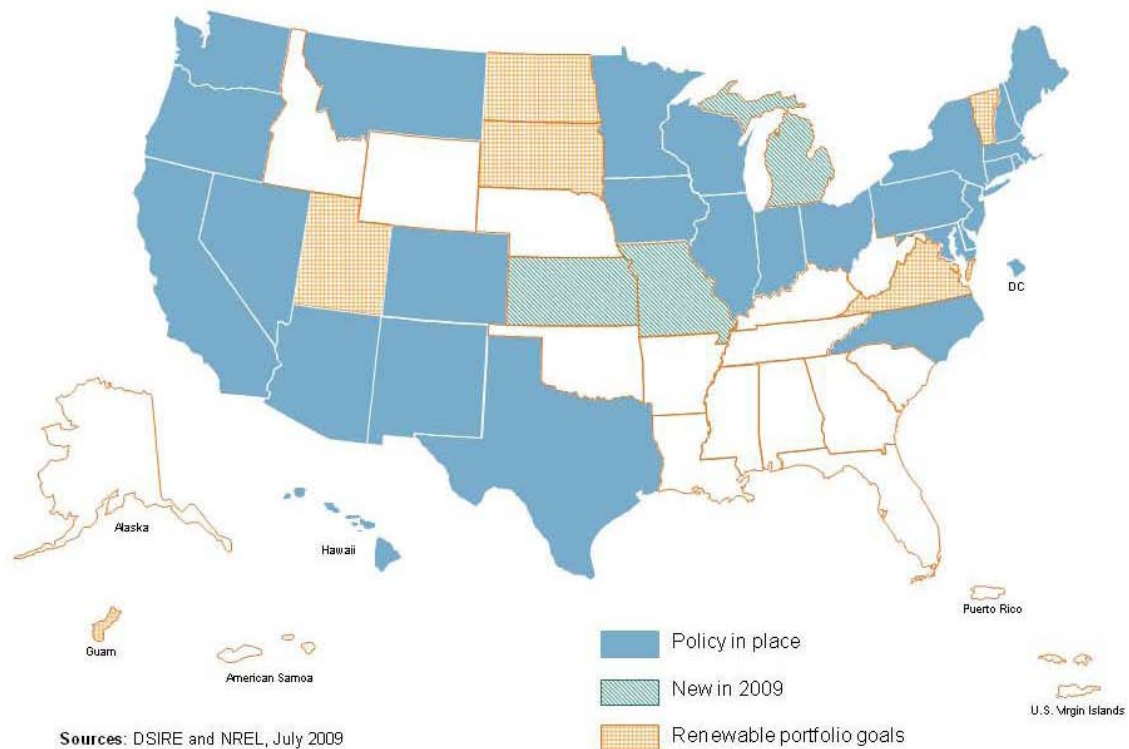 DC
Alaska
Hawaii
Puerto Rico
Guam
American Samoa
U.S. Virgin Islands
Policy in place
New in 2009
Renewable portfolio goals
Sources: DSIRE and NREL, July 2009